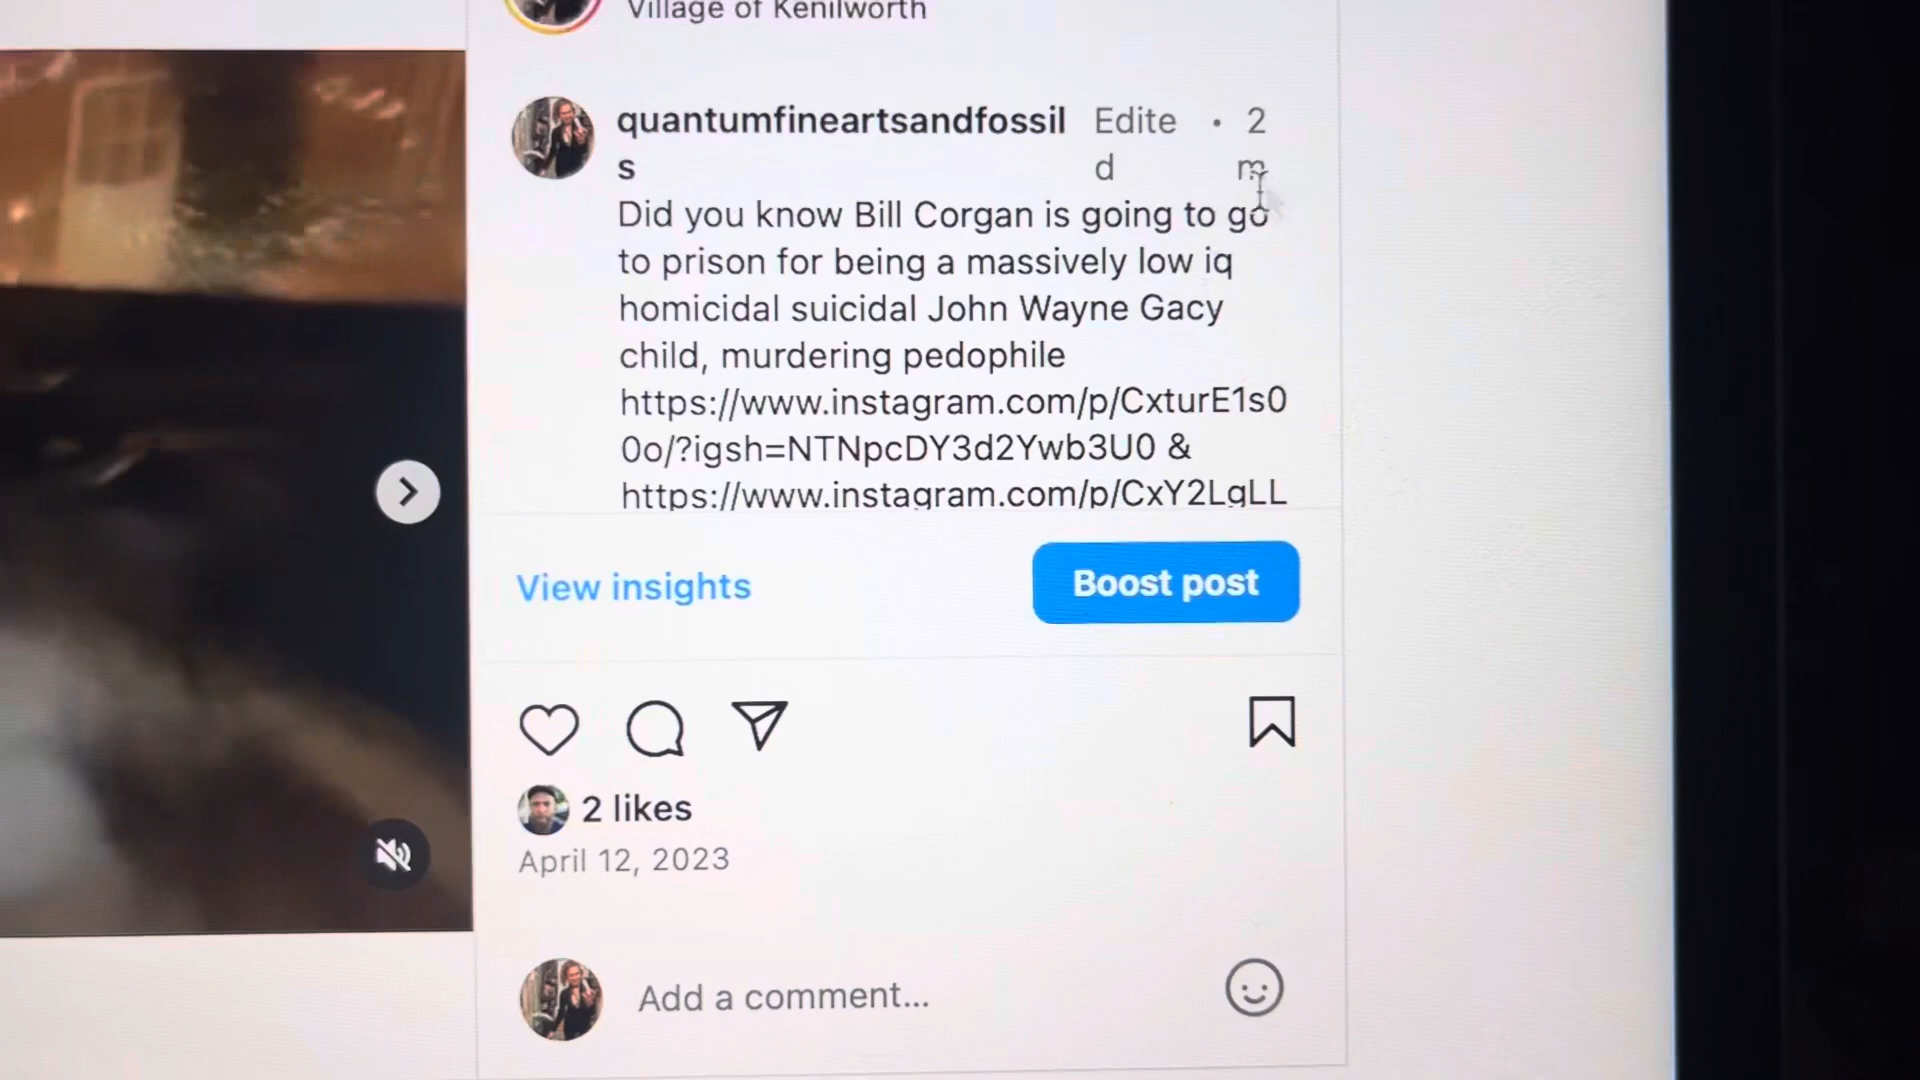 Village of Kenilworth
quantumfineartsandfossil Edite • 2
s d m
Did you know Bill Corgan is going to go
to prison for being a massively low iq
homicidal suicidal John Wayne Gacy
child, murdering pedophile
https://www.instagram.com/p/CxturE1s0
0o/?igsh=NTNpcDY3d2Ywb3U0 &
https://www.instagram.com/p/CxY2LgLL
View insights
Boost post
2 likes
April 12, 2023
Add a comment...